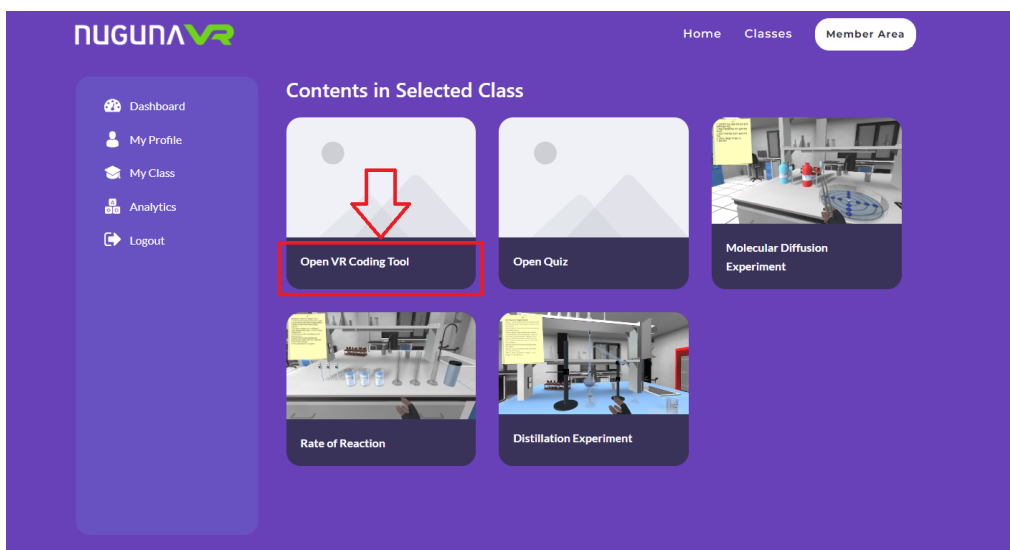 NUGUNAVR
Home
Classes
Member Area
Dashboard
My Profile
My Class
Analytics
Logout
Contents in Selected Class
Open VR Coding Tool
Open Quiz
Molecular Diffusion
Experiment
Rate of Reaction
Distillation Experiment